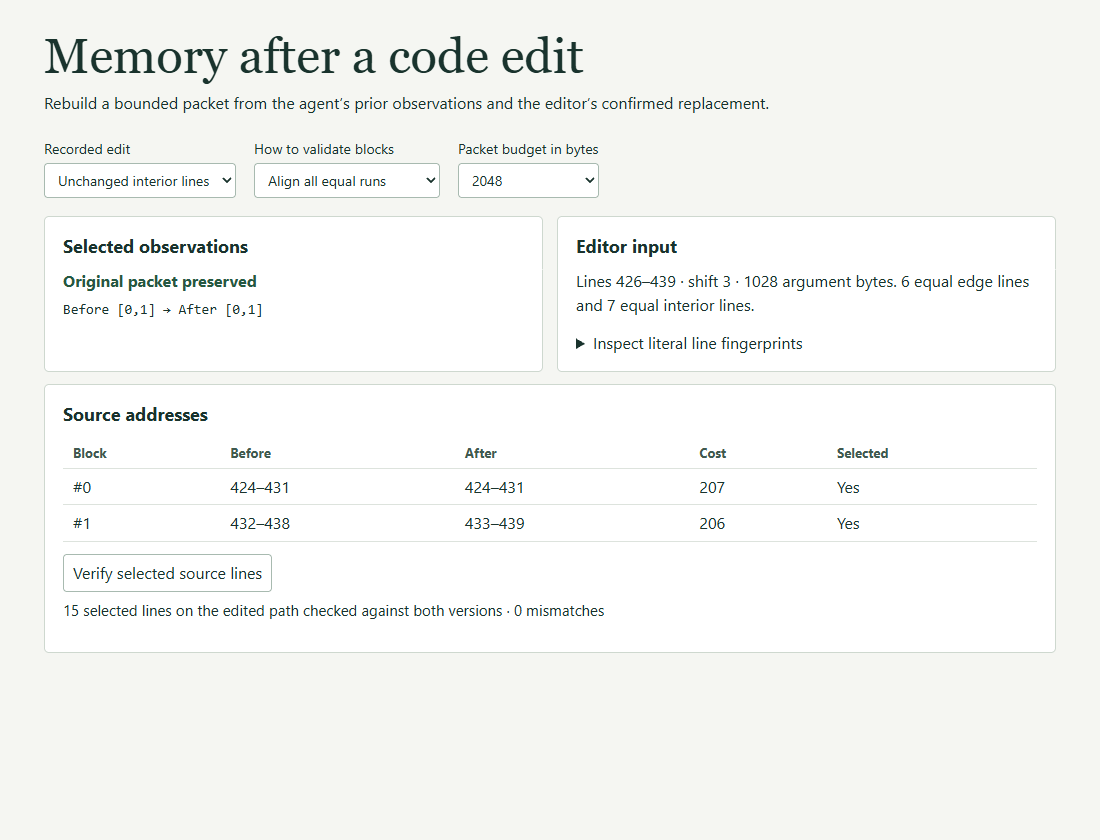 Memory after a code edit
Rebuild a bounded packet from the agent’s prior observations and the editor’s confirmed replacement.
Recorded edit How to validate blocks Packet budget in bytes
Unchanged interior lines Align all equal runs 2048
Selected observations
Original packet preserved
Before [0,1] → After [0,1]
Editor input
Lines 426–439 · shift 3 · 1028 argument bytes. 6 equal edge lines
and 7 equal interior lines.
▶ Inspect literal line fingerprints
Source addresses
Block Before After Cost Selected
#0 424–431 424–431 207 Yes
#1 432–438 433–439 206 Yes
Verify selected source lines
15 selected lines on the edited path checked against both versions · 0 mismatches